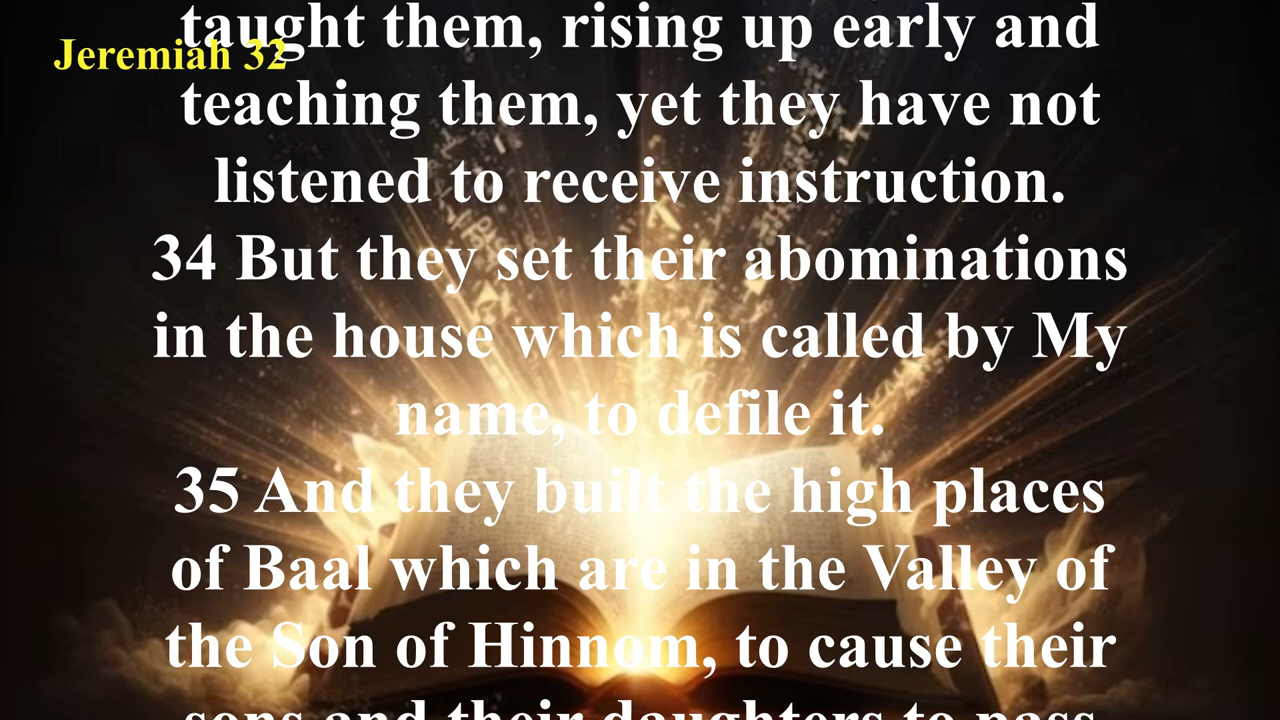 Jeremiah 32
taught them, rising up early and
teaching them, yet they have not
listened to receive instruction.
34 But they set their abominations
in the house which is called by My
name, to defile it.
35 And they built the high places
of Baal which are in the Valley of
the Son of Hinnom, to cause their
sons and their daughters to pass